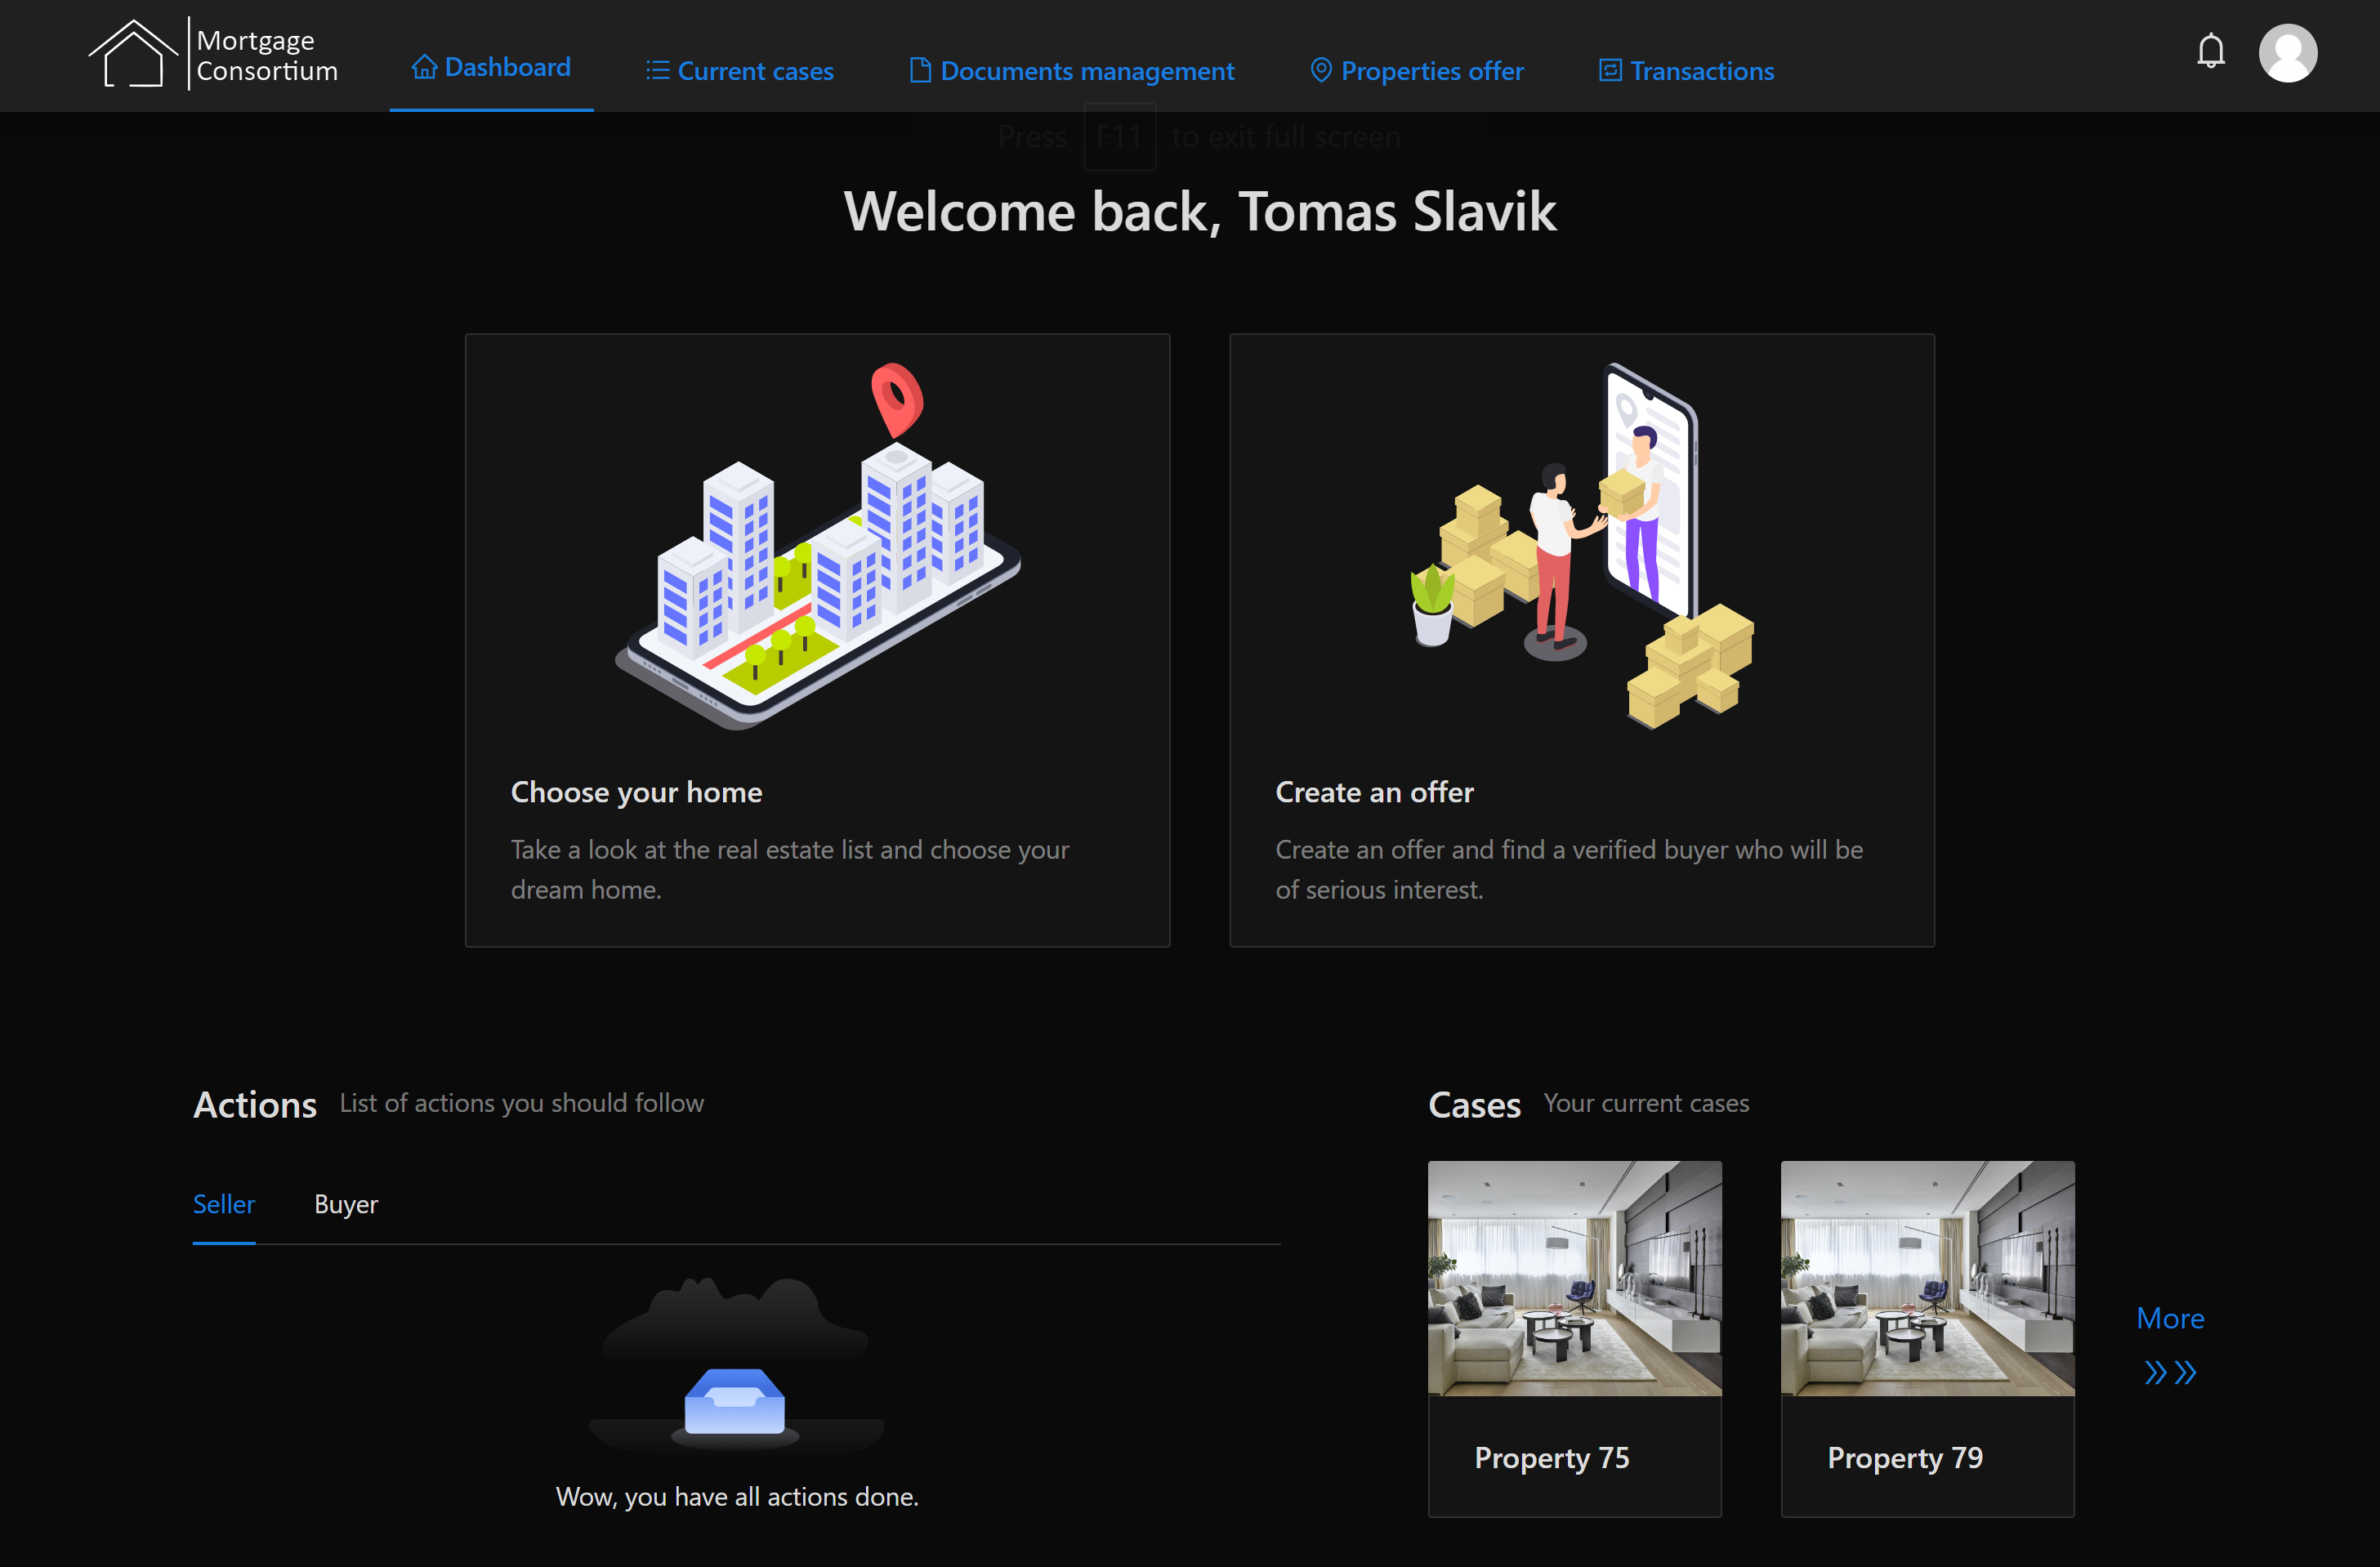 Mortgage
Consortium
Dashboard
Current cases
Documents management
Properties offer
Transactions
Press F11 to exit full screen
Welcome back, Tomas Slavik
Choose your home
Take a look at the real estate list and choose your
dream home.
Create an offer
Create an offer and find a verified buyer who will be
of serious interest.
Actions
List of actions you should follow
Seller
Buyer
Wow, you have all actions done.
Cases
Your current cases
Property 75
Property 79
More